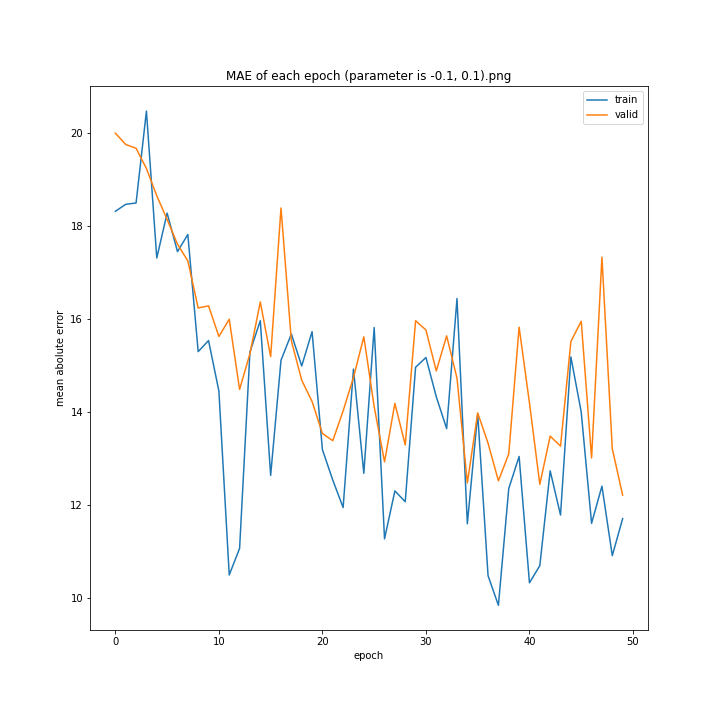 MAE of each epoch (parameter is -0.1, 0.1).png
train
valid
mean abolute error
20
18
16
14
12
10
0 10 20 30 40 50
epoch